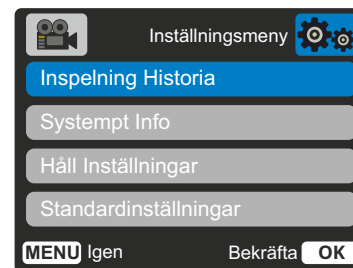 Inställningsmeny
Inspelning Historia
Systempt Info
Håll Inställningar
Standardinställningar
MENU Igen Bekräfta OK